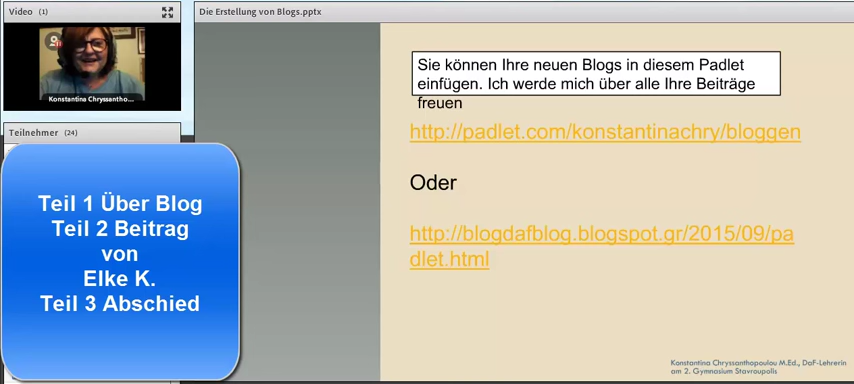 Video (1)
Konstantina Chryssantho...
Teilnehmer (24)
Teil 1 Über Blog
Teil 2 Beitrag
von
Elke K.
Teil 3 Abschied
Die Erstellung von Blogs.pptx
Sie können Ihre neuen Blogs in diesem Padlet
einfügen. Ich werde mich über alle Ihre Beiträge
freuen
http://padlet.com/konstantinachry/bloggen
Oder
http://blogdafblog.blogspot.gr/2015/09/pa
dlet.html
Konstantina Chryssanthopoulou M.Ed., DaF-Lehrerin
am 2. Gymnasium Stavroupolis